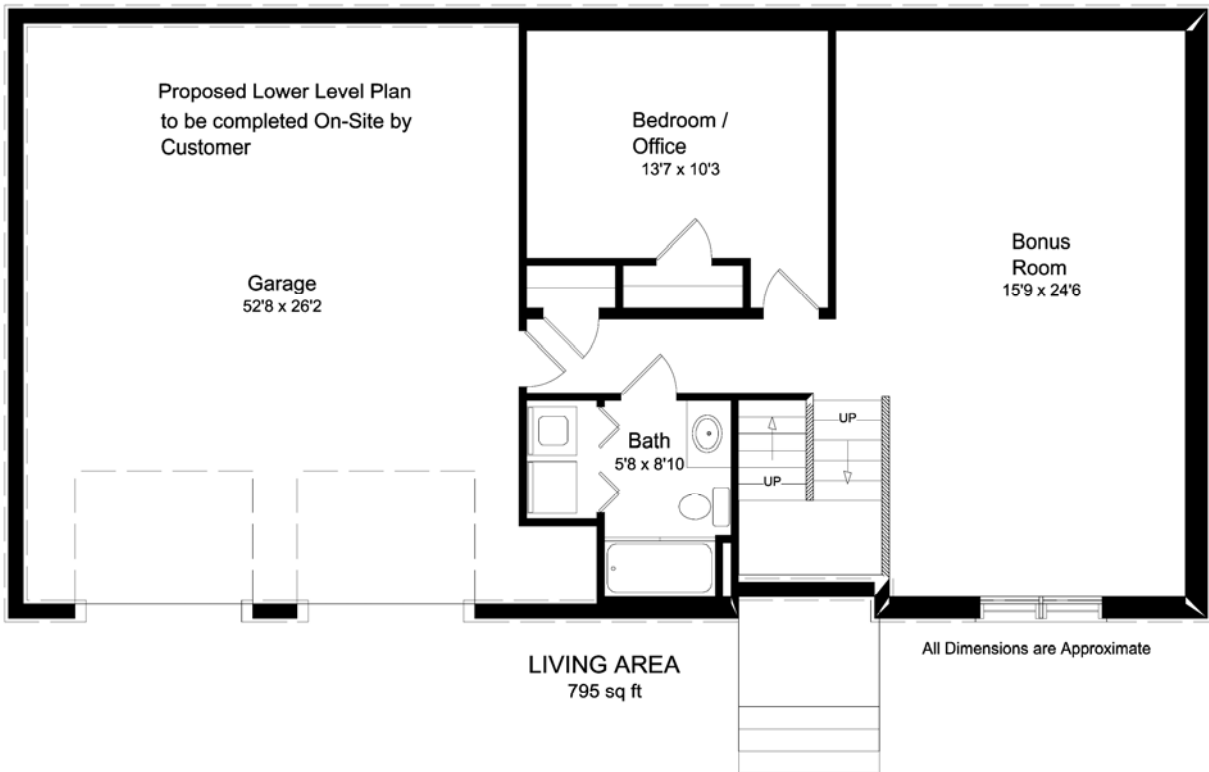 Proposed Lower Level Plan
to be completed On-Site by
Customer
Bedroom /
Office
13'7 x 10'3
Bonus
Room
15'9 x 24'6
Garage
52'8 x 26'2
UP
Bath
5'8 x 8'10
UP
All Dimensions are Approximate
LIVING AREA
795 sq ft